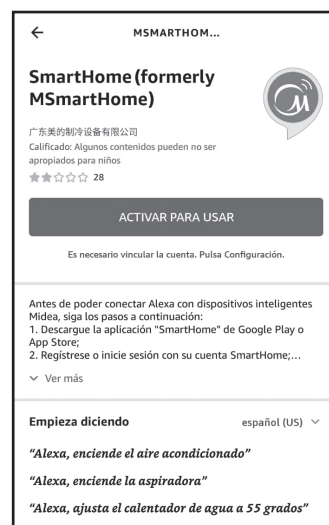 MSMARTHOM...
SmartHome (formerly
MSmartHome)
广东美的制冷设备有限公司
Calificado: Algunos contenidos pueden no ser
apropiados para niños
28
ACTIVAR PARA USAR
Es necesario vincular la cuenta. Pulsa Configuración.
Antes de poder conectar Alexa con dispositivos inteligentes
Midea, siga los pasos a continuación:
1. Descargue la aplicación "SmartHome" de Google Play o
App Store;
2. Regístrese o inicie sesión con su cuenta SmartHome;...
Ver más
Empieza diciendo
español (US)
“Alexa, enciende el aire acondicionado”
“Alexa, enciende la aspiradora”
“Alexa, ajusta el calentador de agua a 55 grados”